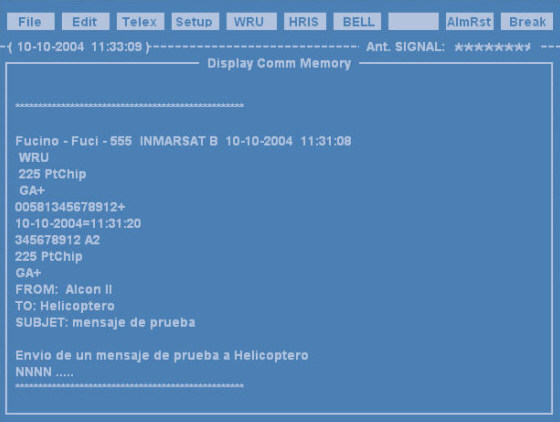 File Edit Telex Setup WRU HRIS BELL AlmRst Break
( 10-10-2004 11:33:09 ) Ant. SIGNAL: ********
Display Comm Memory
**************************************************
Fucino - Fuci - 555 INMARSAT B 10-10-2004 11:31:08
WRU
225 PtChip
GA+
00581345678912+
10-10-2004=11:31:20
345678912 A2
225 PtChip
GA+
FROM: Alcon II
TO: Helicoptero
SUBJET: mensaje de prueba
Envio de un mensaje de prueba a Helicoptero
NNNN .....
**************************************************